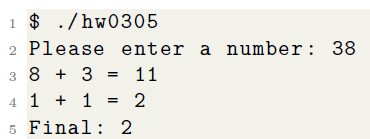 1 $ ./hw0305
2 Please enter a number: 38
3 8 + 3 = 11
4 1 + 1 = 2
5 Final: 2